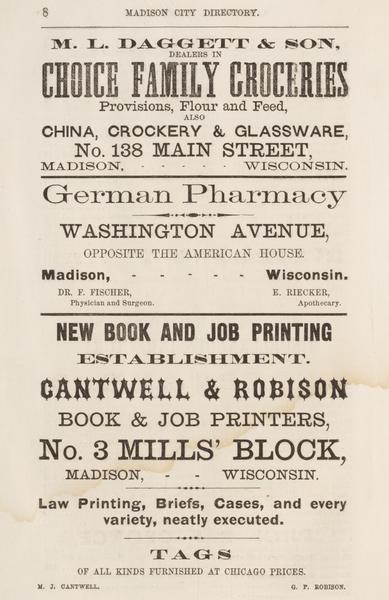 8 MADISON CITY DIRECTORY.
M. L. DAGGETT & SON,
DEALERS IN
CHOICE FAMILY GROCERIES
Provisions, Flour and Feed,
ALSO
CHINA, CROCKERY & GLASSWARE,
No. 138 MAIN STREET,
MADISON, - - - - - WISCONSIN.
German Pharmacy
WASHINGTON AVENUE,
OPPOSITE THE AMERICAN HOUSE.
Madison, - - - - - Wisconsin.
DR. F. FISCHER, E. RIECKER,
Physician and Surgeon. Apothecary.
NEW BOOK AND JOB PRINTING
ESTABLISHMENT.
CANTWELL & ROBISON
BOOK & JOB PRINTERS,
No. 3 MILLS' BLOCK,
MADISON, - - WISCONSIN.
Law Printing, Briefs, Cases, and every
variety, neatly executed.
TAGS
OF ALL KINDS FURNISHED AT CHICAGO PRICES.
M. J. CANTWELL. G. P. ROBISON.